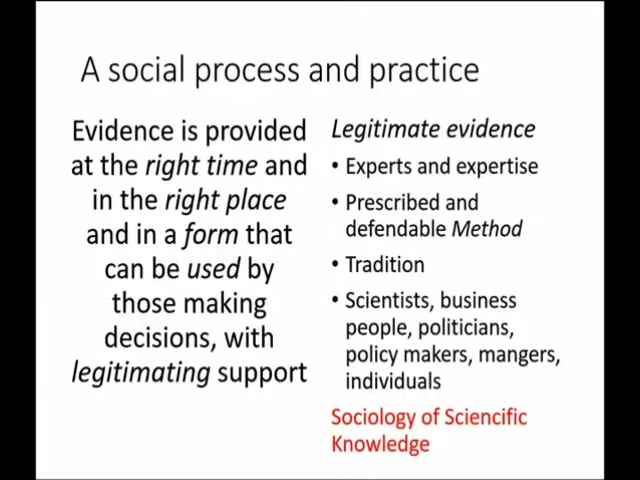 A social process and practice
Evidence is provided
at the right time and
in the right place
and in a form that
can be used by
those making
decisions, with
legitimating support
Legitimate evidence
• Experts and expertise
• Prescribed and
defendable Method
• Tradition
• Scientists, business
people, politicians,
policy makers, mangers,
individuals
Sociology of Sciencific
Knowledge